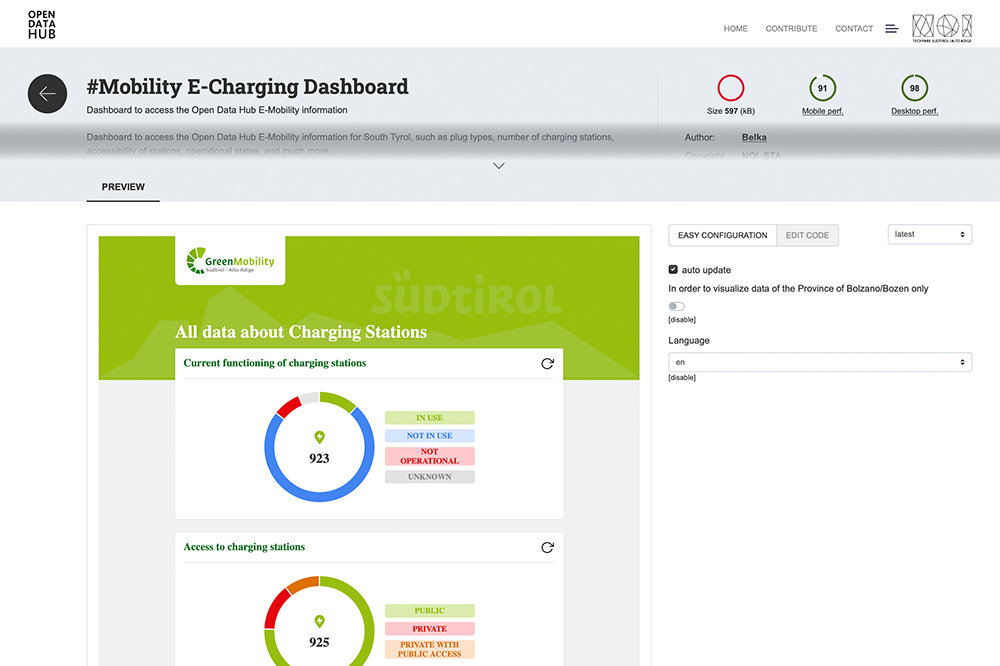 OPEN
DATA
HUB
HOME
CONTRIBUTE
CONTACT
NOI
TECHPARK SÜDTIROL / ALTO ADIGE
#Mobility E-Charging Dashboard
Dashboard to access the Open Data Hub E-Mobility information
Dashboard to access the Open Data Hub E-Mobility information for South Tyrol, such as plug types, number of charging stations,
accessibility of stations, operational states, and much more...
Size 597 (kB)
91
Mobile perf.
98
Desktop perf.
Author: Belka
Copyright NOI, STA
PREVIEW
GreenMobility
Südtirol - Alto Adige
SÜDTIROL
All data about Charging Stations
Current functioning of charging stations
923
IN USE
NOT IN USE
NOT
OPERATIONAL
UNKNOWN
Access to charging stations
925
PUBLIC
PRIVATE
PRIVATE WITH
PUBLIC ACCESS
EASY CONFIGURATION
EDIT CODE
latest
auto update
In order to visualize data of the Province of Bolzano/Bozen only
[disable]
Language
en
[disable]